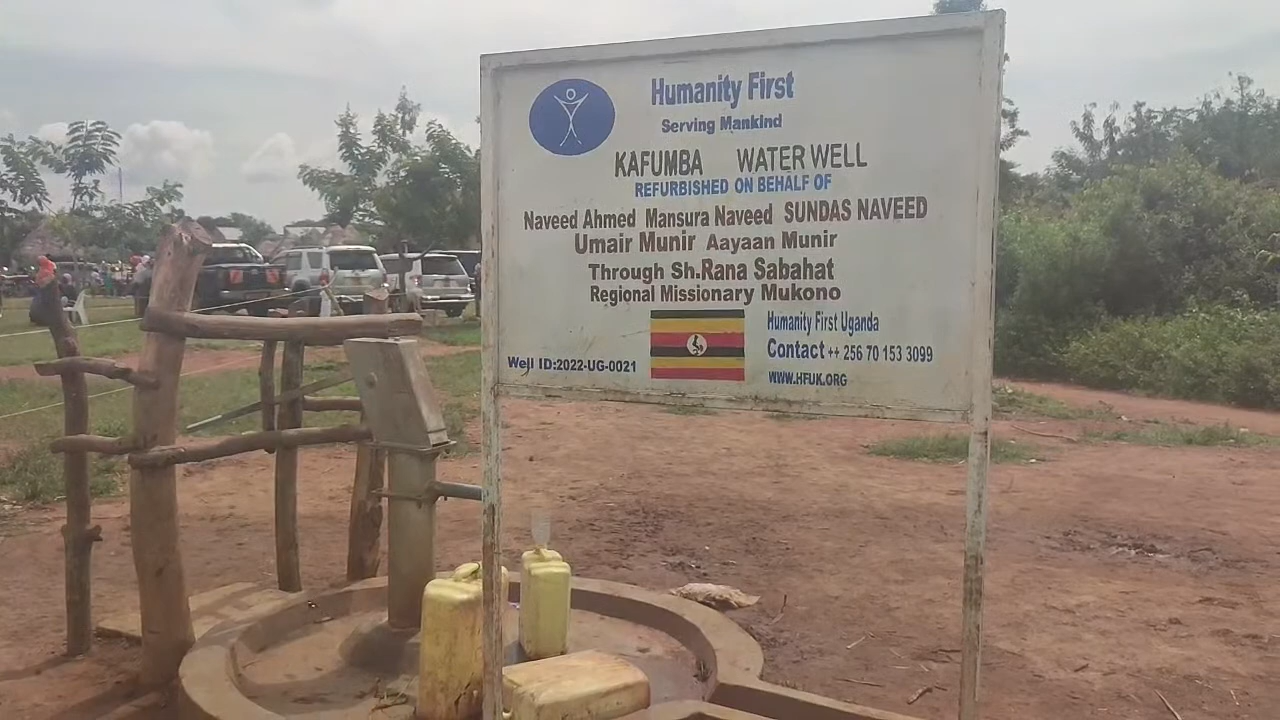 Humanity First
Serving Mankind
KAFUMBA WATER WELL
REFURBISHED ON BEHALF OF
Naveed Ahmed Mansura Naveed SUNDAS NAVEED
Umair Munir Aayaan Munir
Through Sh.Rana Sabahat
Regional Missionary Mukono
Well ID:2022-UG-0021
Humanity First Uganda
Contact ++ 256 70 153 3099
WWW.HFUK.ORG